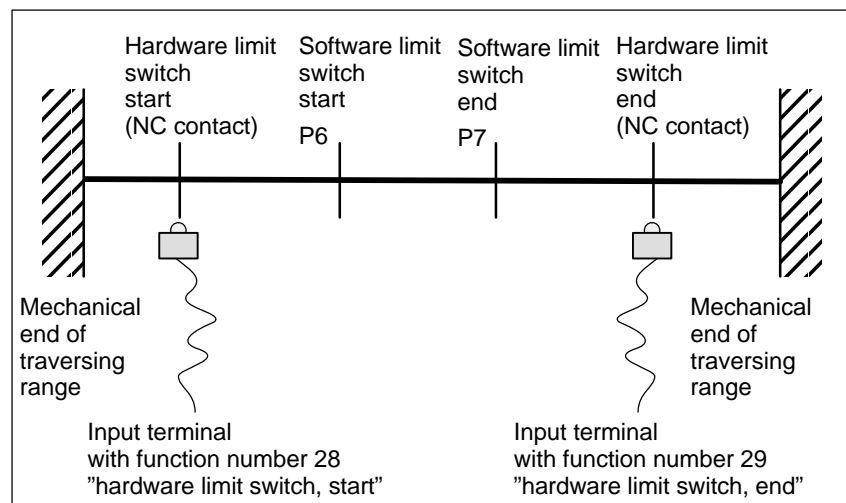 Hardware limit
switch
start
(NC contact)
Software limit
switch
start
P6
Software limit
switch
end
P7
Hardware limit
switch
end
(NC contact)
Mechanical
end of
traversing
range
Mechanical
end of
traversing
range
Input terminal
with function number 28
”hardware limit switch, start”
Input terminal
with function number 29
”hardware limit switch, end”